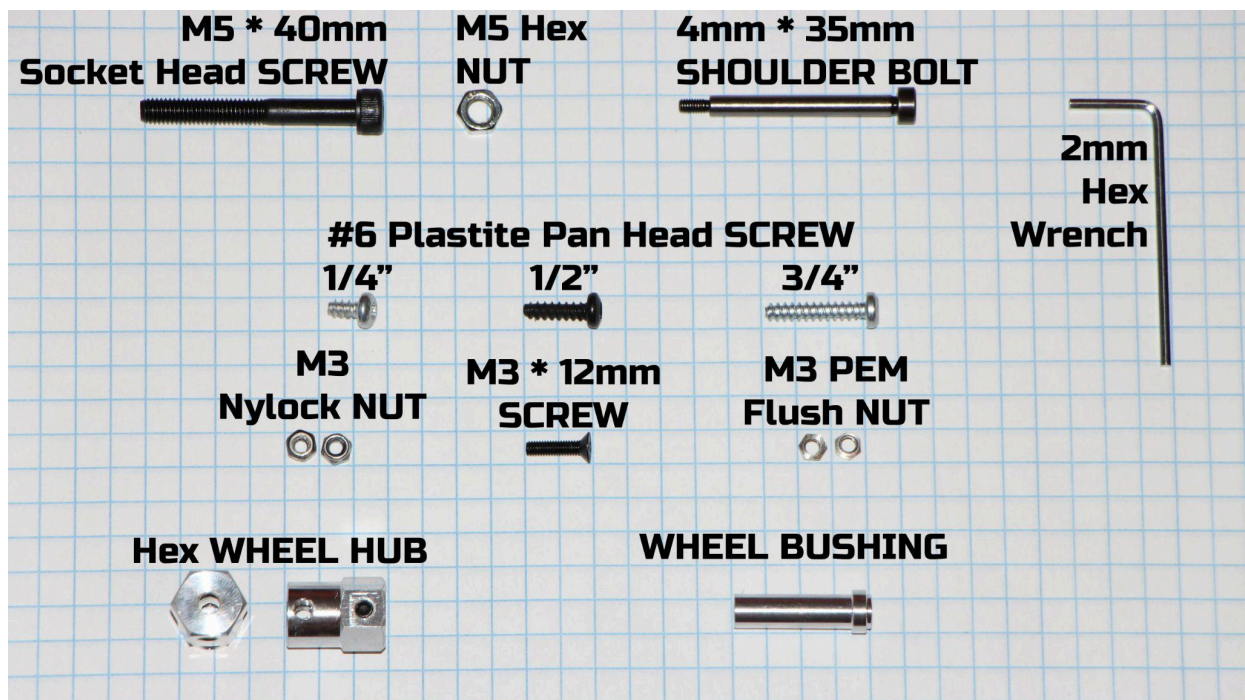 M5 * 40mm
Socket Head SCREW
M5 Hex
NUT
4mm * 35mm
SHOULDER BOLT
2mm
Hex
Wrench
#6 Plastite Pan Head SCREW
1/4”
1/2”
3/4”
M3
Nylock NUT
M3 * 12mm
SCREW
M3 PEM
Flush NUT
Hex WHEEL HUB
WHEEL BUSHING